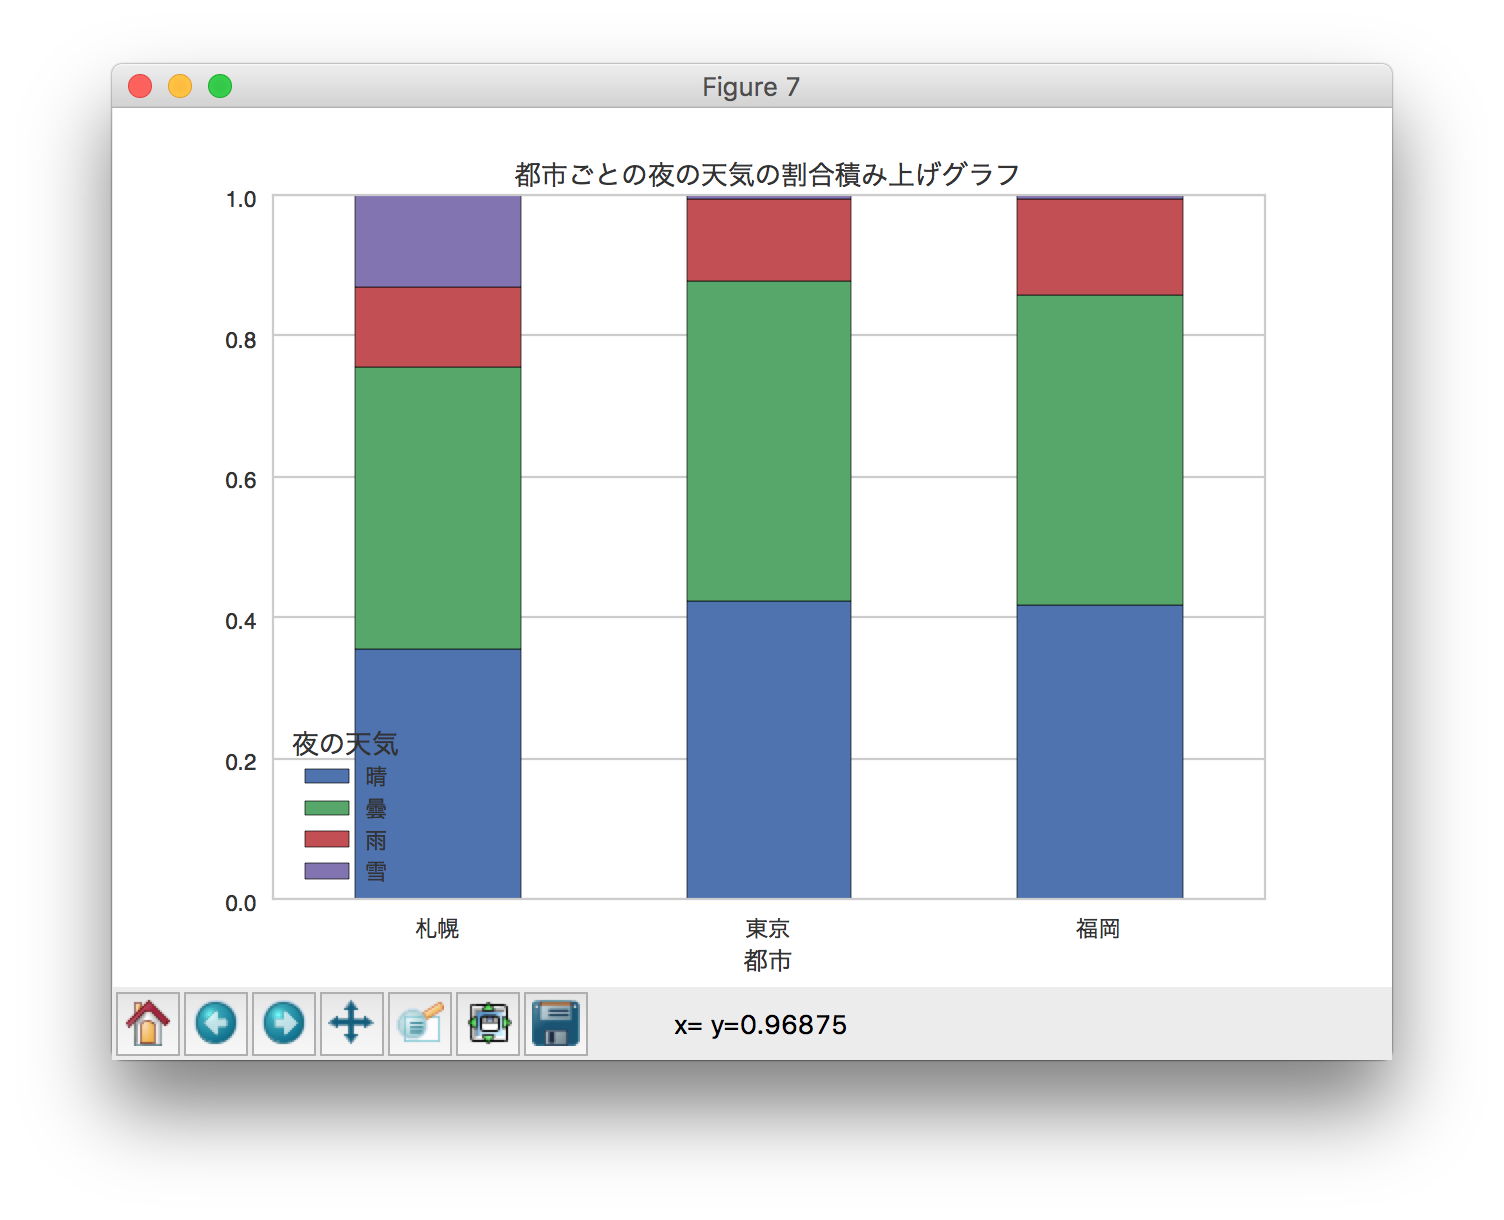 Figure 7
都市ごとの夜の天気の割合積み上げグラフ
1.0
0.8
0.6
0.4
0.2
0.0
夜の天気
晴
曇
雨
雪
札幌 東京 福岡
都市
x= y=0.96875